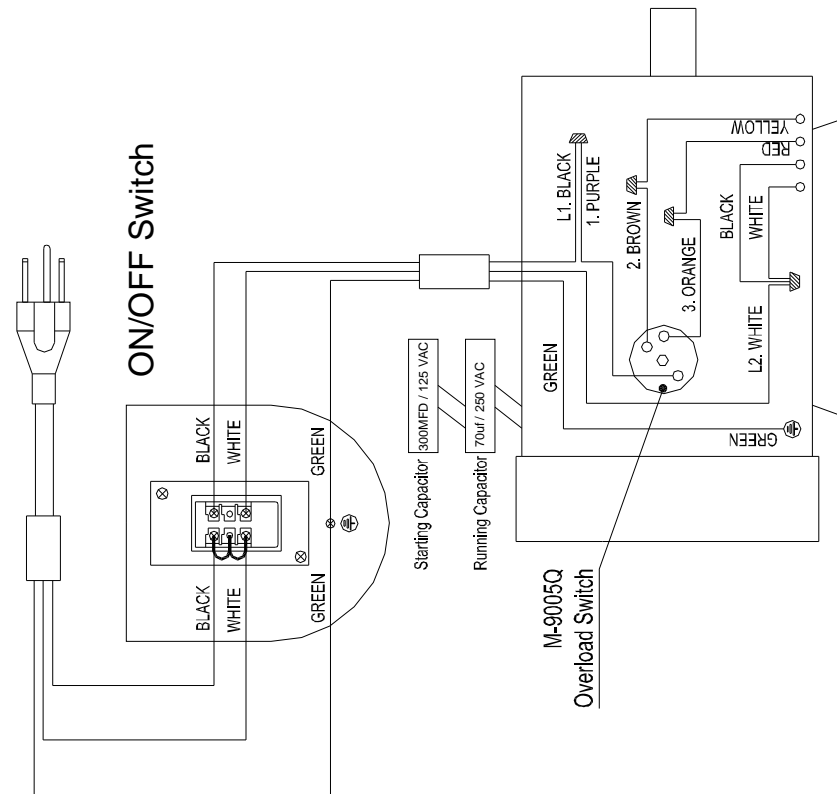 ON/OFF Switch
BLACK
WHITE
GREEN
BLACK
WHITE
GREEN
Starting Capacitor
300MFD / 125 VAC
Running Capacitor
70uf / 250 VAC
GREEN
L1. BLACK
1. PURPLE
2. BROWN
3. ORANGE
BLACK
WHITE
L2. WHITE
YELLOW
RED
GREEN
M-9005Q
Overload Switch